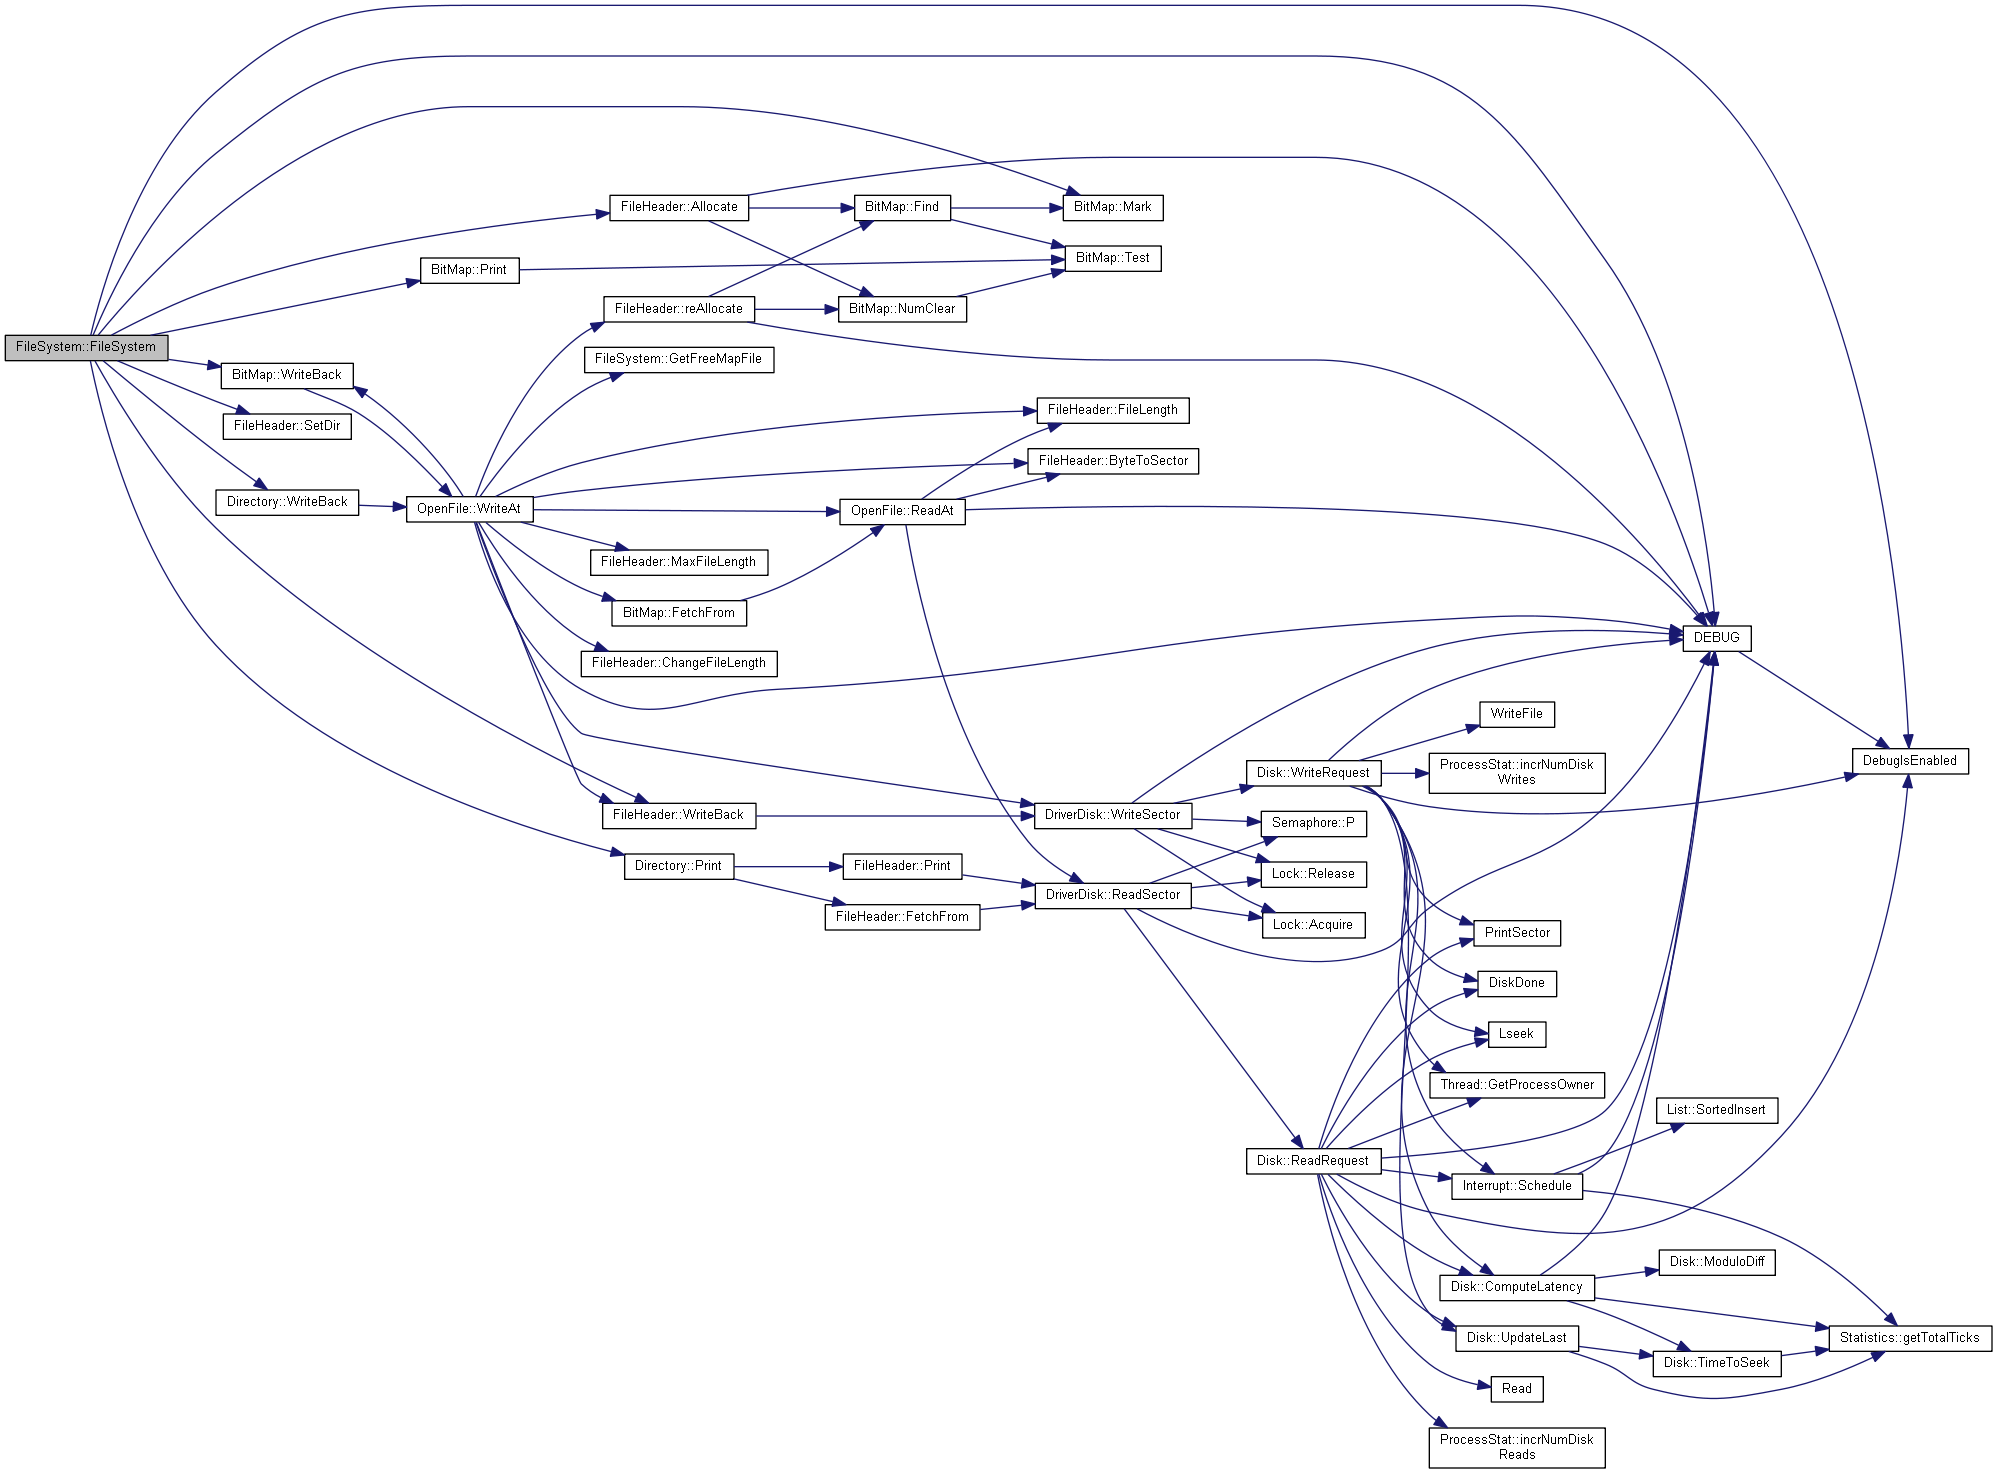 FileSystem::FileSystem
BitMap::WriteBack
FileHeader::SetDir
Directory::WriteBack
BitMap::Print
OpenFile::WriteAt
FileHeader::Allocate
FileHeader::reAllocate
FileSystem::GetFreeMapFile
FileHeader::MaxFileLength
BitMap::FetchFrom
FileHeader::ChangeFileLength
FileHeader::WriteBack
Directory::Print
BitMap::Find
BitMap::NumClear
OpenFile::ReadAt
FileHeader::Print
FileHeader::FetchFrom
BitMap::Mark
BitMap::Test
FileHeader::FileLength
FileHeader::ByteToSector
DriverDisk::WriteSector
DriverDisk::ReadSector
Disk::WriteRequest
Semaphore::P
Lock::Release
Lock::Acquire
Disk::ReadRequest
WriteFile
ProcessStat::incrNumDisk
Writes
PrintSector
DiskDone
Lseek
Thread::GetProcessOwner
Interrupt::Schedule
Disk::ComputeLatency
Disk::UpdateLast
Read
ProcessStat::incrNumDisk
Reads
DEBUG
List::SortedInsert
Disk::ModuloDiff
Disk::TimeToSeek
DebugIsEnabled
Statistics::getTotalTicks